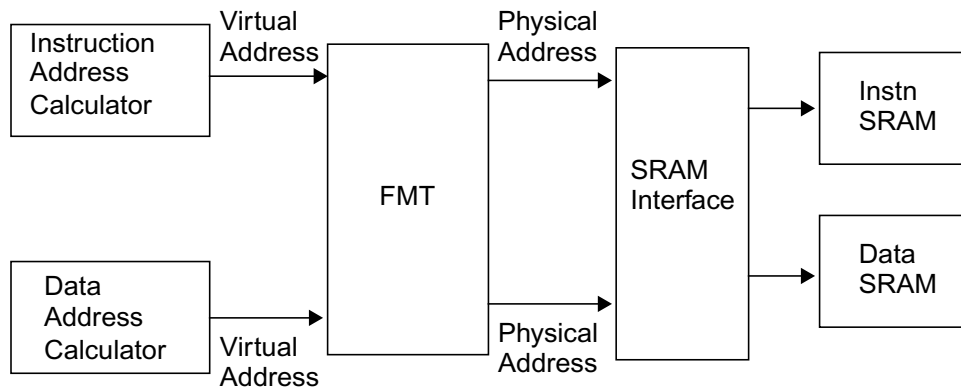 Instruction
Address
Calculator
Virtual
Address
FMT
Physical
Address
SRAM
Interface
Instn
SRAM
Data
Address
Calculator
Virtual
Address
Physical
Address
Data
SRAM